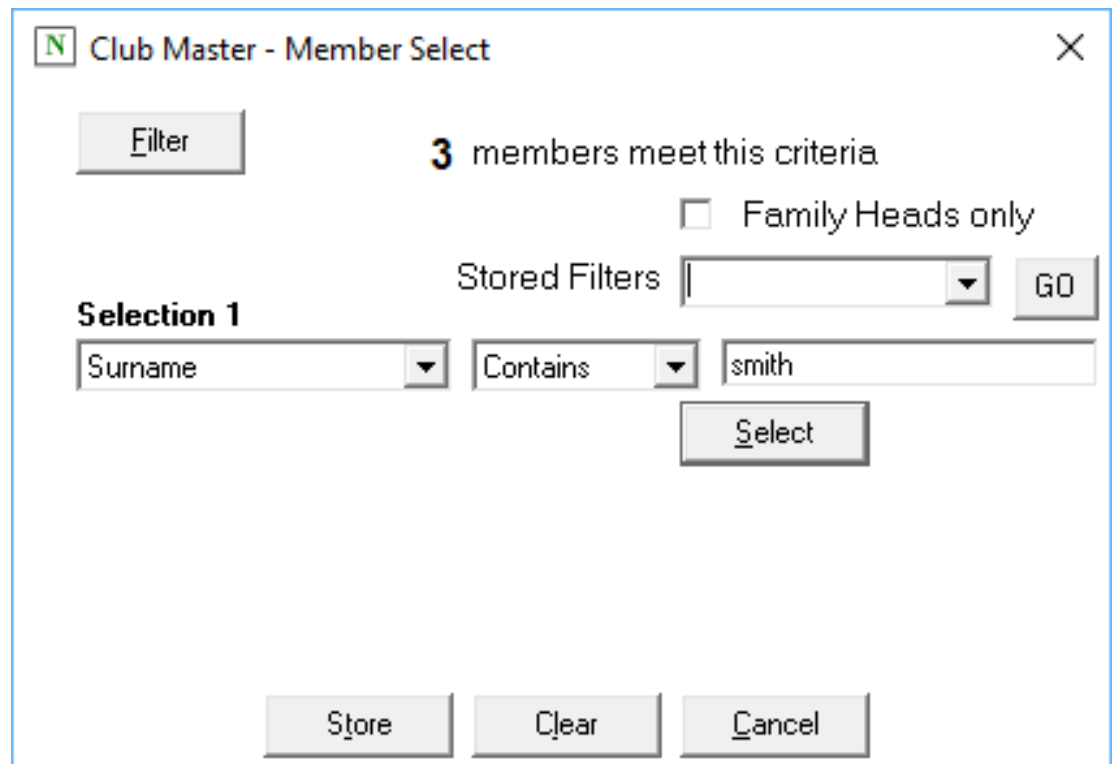 N Club Master - Member Select
Filter
3 members meet this criteria
Family Heads only
Stored Filters GO
Selection 1
Surname Contains smith
Select
Store Clear Cancel